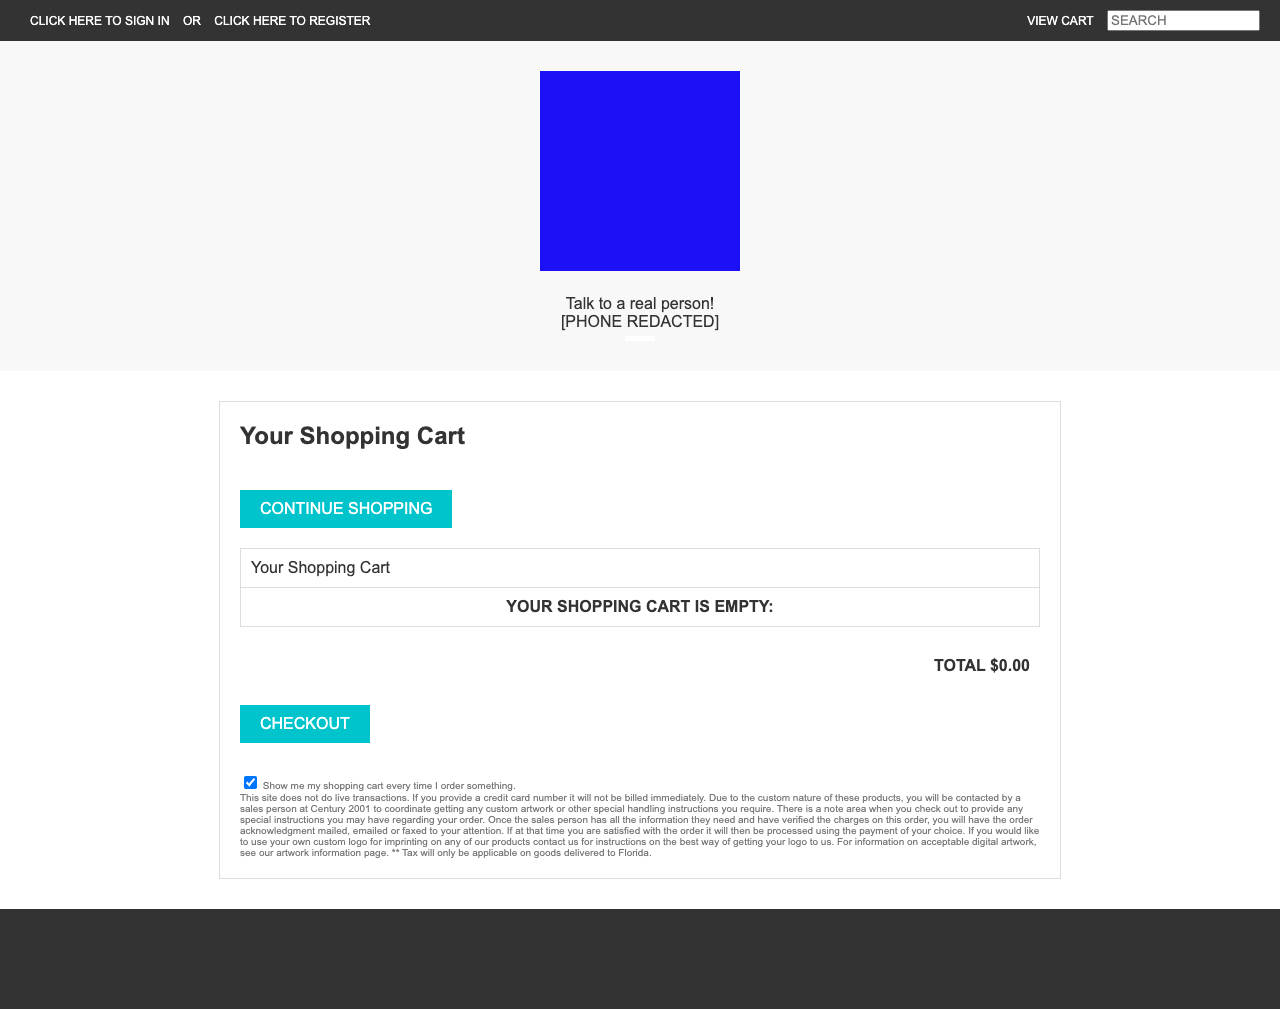 CLICK HERE TO SIGN IN OR CLICK HERE TO REGISTER VIEW CART SEARCH
Talk to a real person!
[PHONE REDACTED]
Your Shopping Cart
CONTINUE SHOPPING
Your Shopping Cart
YOUR SHOPPING CART IS EMPTY:
TOTAL $0.00
CHECKOUT
Show me my shopping cart every time I order something.
This site does not do live transactions. If you provide a credit card number it will not be billed immediately. Due to the custom nature of these products, you will be contacted by a
sales person at Century 2001 to coordinate getting any custom artwork or other special handling instructions you require. There is a note area when you check out to provide any
special instructions you may have regarding your order. Once the sales person has all the information they need and have verified the charges on this order, you will have the order
acknowledgment mailed, emailed or faxed to your attention. If at that time you are satisfied with the order it will then be processed using the payment of your choice. If you would like
to use your own custom logo for imprinting on any of our products contact us for instructions on the best way of getting your logo to us. For information on acceptable digital artwork,
see our artwork information page. ** Tax will only be applicable on goods delivered to Florida.